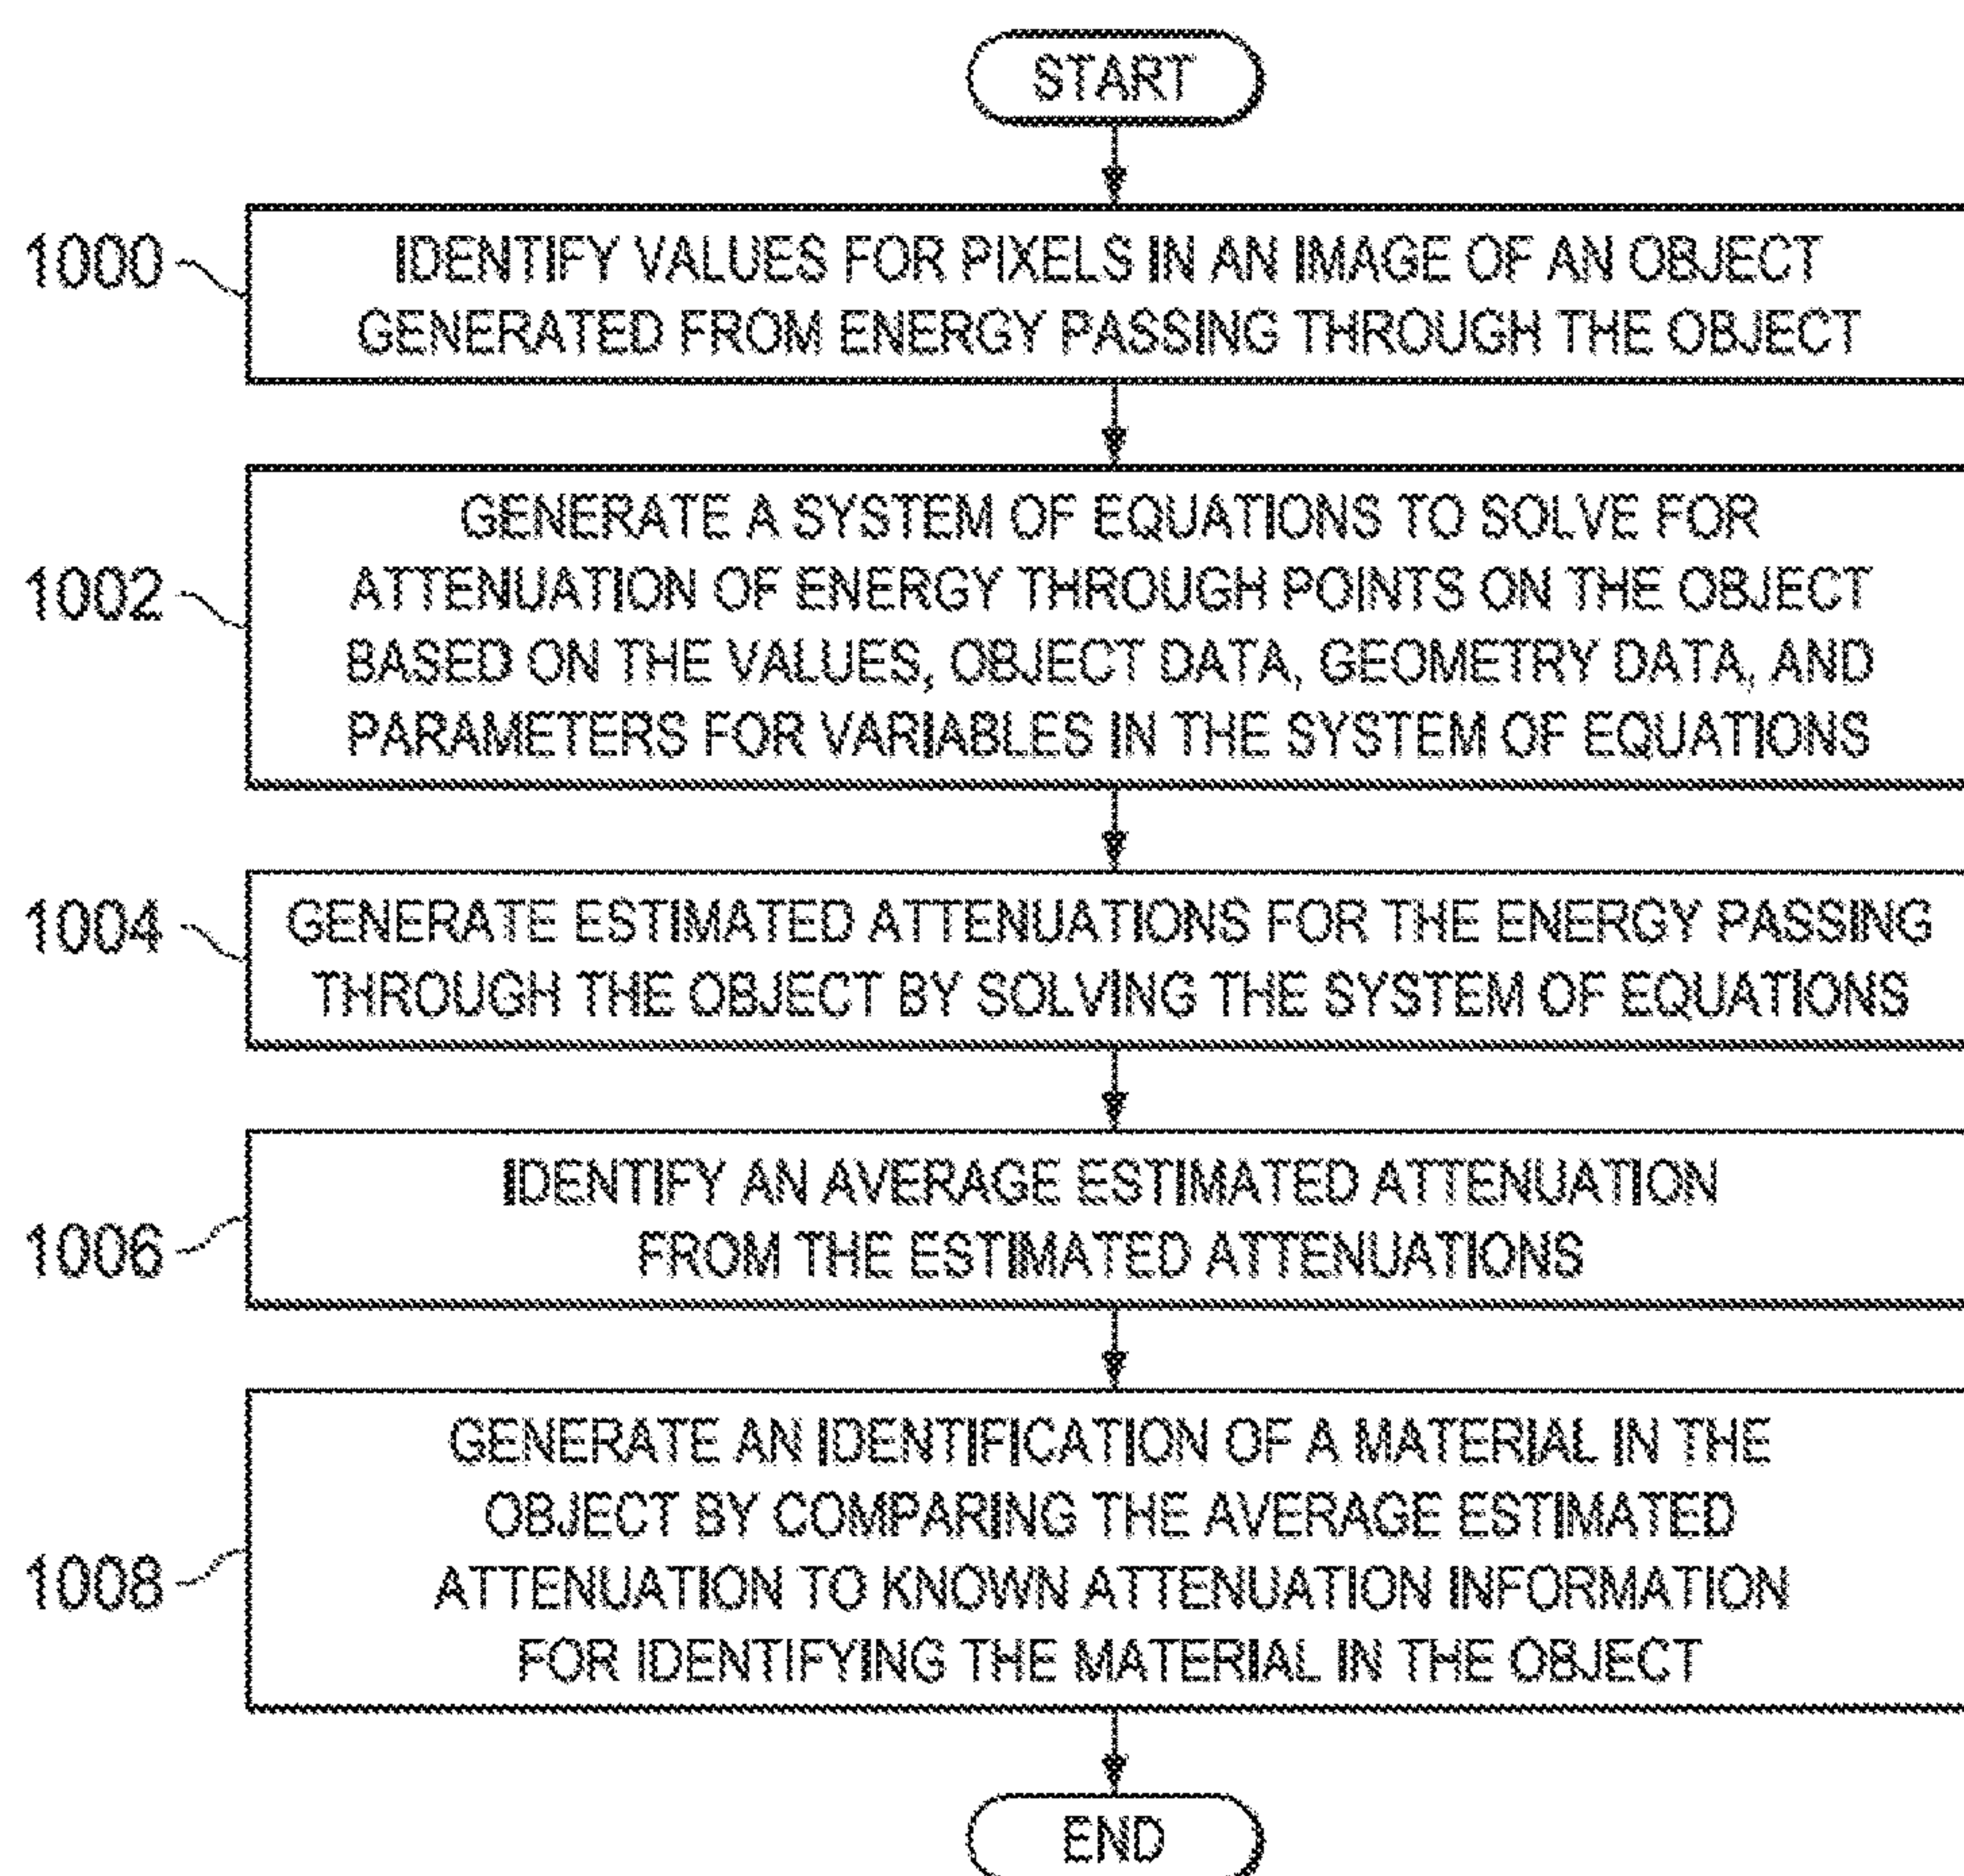 START
1000
IDENTIFY VALUES FOR PIXELS IN AN IMAGE OF AN OBJECT
GENERATED FROM ENERGY PASSING THROUGH THE OBJECT
1002
GENERATE A SYSTEM OF EQUATIONS TO SOLVE FOR
ATTENUATION OF ENERGY THROUGH POINTS ON THE OBJECT
BASED ON THE VALUES, OBJECT DATA, GEOMETRY DATA, AND
PARAMETERS FOR VARIABLES IN THE SYSTEM OF EQUATIONS
1004
GENERATE ESTIMATED ATTENUATIONS FOR THE ENERGY PASSING
THROUGH THE OBJECT BY SOLVING THE SYSTEM OF EQUATIONS
1006
IDENTIFY AN AVERAGE ESTIMATED ATTENUATION
FROM THE ESTIMATED ATTENUATIONS
1008
GENERATE AN IDENTIFICATION OF A MATERIAL IN THE
OBJECT BY COMPARING THE AVERAGE ESTIMATED
ATTENUATION TO KNOWN ATTENUATION INFORMATION
FOR IDENTIFYING THE MATERIAL IN THE OBJECT
END